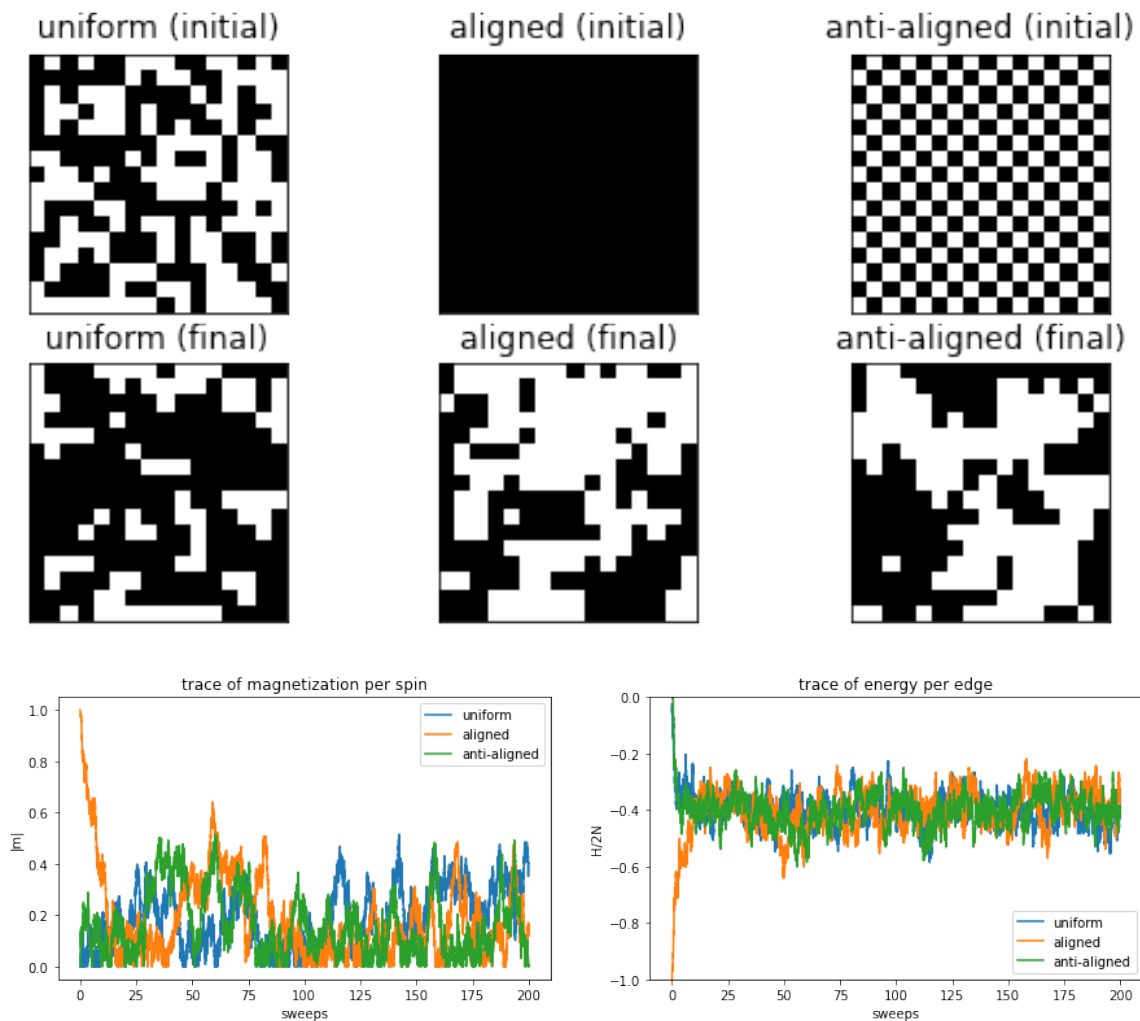 uniform (initial)
aligned (initial)
anti-aligned (initial)
uniform (final)
aligned (final)
anti-aligned (final)
trace of magnetization per spin
1.0
0.8
0.6
0.4
0.2
0.0
|m|
uniform
aligned
anti-aligned
0
25
50
75
100
125
150
175
200
sweeps
trace of energy per edge
0.0
−0.2
−0.4
−0.6
−0.8
−1.0
H/2N
uniform
aligned
anti-aligned
0
25
50
75
100
125
150
175
200
sweeps